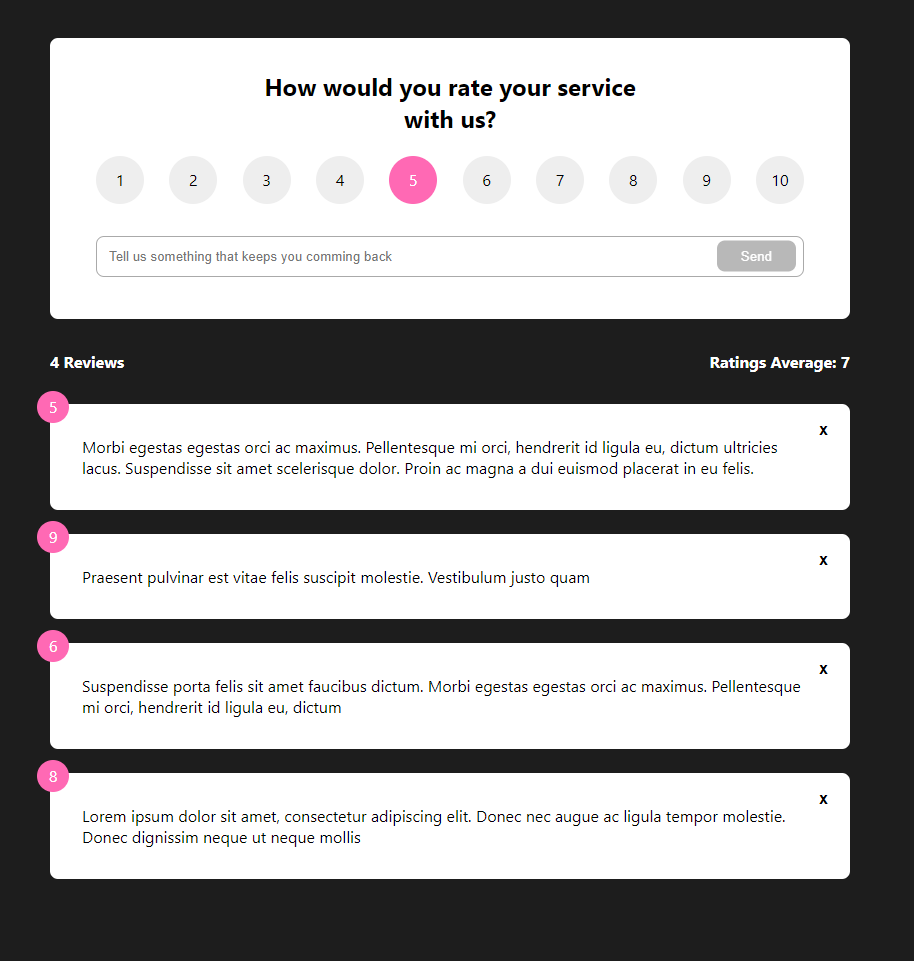 How would you rate your service
with us?
1 2 3 4 5 6 7 8 9 10
Tell us something that keeps you comming back Send
4 Reviews Ratings Average: 7
5
X
Morbi egestas egestas orci ac maximus. Pellentesque mi orci, hendrerit id ligula eu, dictum ultricies
lacus. Suspendisse sit amet scelerisque dolor. Proin ac magna a dui euismod placerat in eu felis.
9
X
Praesent pulvinar est vitae felis suscipit molestie. Vestibulum justo quam
6
X
Suspendisse porta felis sit amet faucibus dictum. Morbi egestas egestas orci ac maximus. Pellentesque
mi orci, hendrerit id ligula eu, dictum
8
X
Lorem ipsum dolor sit amet, consectetur adipiscing elit. Donec nec augue ac ligula tempor molestie.
Donec dignissim neque ut neque mollis